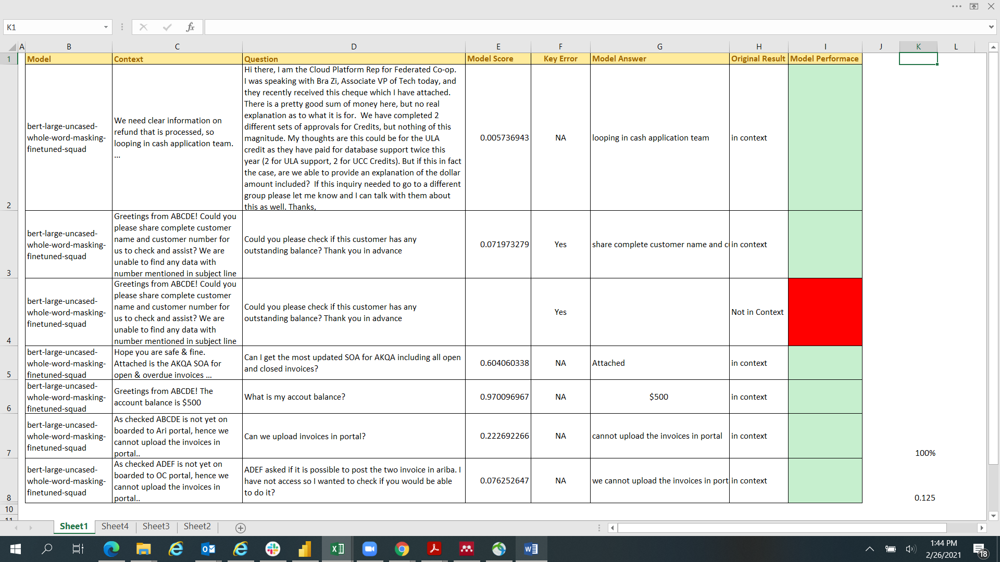 K1
fx
A B C D E F G H I J K L
1 Model Context Question Model Score Key Error Model Answer Original Result Model Performace
Hi there, I am the Cloud Platform Rep for Federated Co-op.
I was speaking with Bra Zi, Associate VP of Tech today, and
they recently received this cheque which I have attached.
There is a pretty good sum of money here, but no real
explanation as to what it is for.  We have completed 2
different sets of approvals for Credits, but nothing of this
magnitude. My thoughts are this could be for the ULA
credit as they have paid for database support twice this
year (2 for ULA support, 2 for UCC Credits). But if this in fact
the case, are we able to provide an explanation of the dollar
amount included?  If this inquiry needed to go to a different
group please let me know and I can talk with them about
this as well. Thanks,
bert-large-uncased-
whole-word-masking-
finetuned-squad
We need clear information on
refund that is processed, so
looping in cash application team.
...
0.005736943 NA looping in cash application team in context
2
bert-large-uncased-
whole-word-masking-
finetuned-squad
Greetings from ABCDE! Could you
please share complete customer
name and customer number for
us to check and assist? We are
unable to find any data with
number mentioned in subject line
Could you please check if this customer has any
outstanding balance? Thank you in advance
0.071973279 Yes share complete customer name and c in context
3
bert-large-uncased-
whole-word-masking-
finetuned-squad
Greetings from ABCDE! Could you
please share complete customer
name and customer number for
us to check and assist? We are
unable to find any data with
number mentioned in subject line
Could you please check if this customer has any
outstanding balance? Thank you in advance
Yes Not in Context
4
bert-large-uncased-
whole-word-masking-
finetuned-squad
Hope you are safe & fine.
Attached is the AKQA SOA for
open & overdue invoices ...
Can I get the most updated SOA for AKQA including all open
and closed invoices?
0.604060338 NA Attached in context
5
bert-large-uncased-
whole-word-masking-
finetuned-squad
Greetings from ABCDE! The
account balance is $500
What is my accout balance?
0.970096967 NA $500 in context
6
bert-large-uncased-
whole-word-masking-
finetuned-squad
As checked ABCDE is not yet on
boarded to Ari portal, hence we
cannot upload the invoices in
portal..
Can we upload invoices in portal?
0.222692266 NA cannot upload the invoices in portal in context
7 100%
bert-large-uncased-
whole-word-masking-
finetuned-squad
As checked ADEF is not yet on
boarded to OC portal, hence we
cannot upload the invoices in
portal..
ADEF asked if it is possible to post the two invoice in ariba. I
have not access so I wanted to check if you would be able
to do it?
0.076252647 NA we cannot upload the invoices in port in context
8 0.125
10
11
Sheet1 Sheet4 Sheet3 Sheet2
1:44 PM
2/26/2021
18